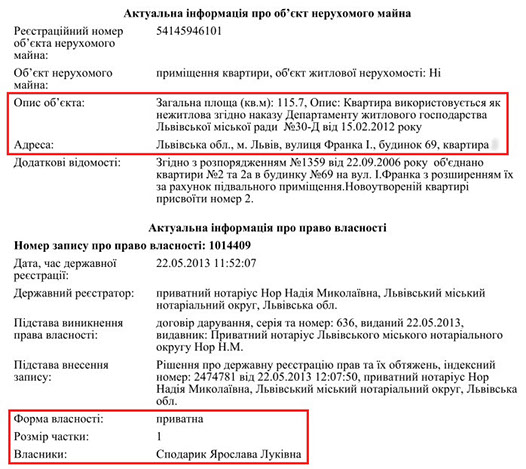 Актуальна інформація про об’єкт нерухомого майна
Реєстраційний номер 54145946101
об’єкта нерухомого
майна:
Об’єкт нерухомого приміщення квартири, об'єкт житлової нерухомості: Ні
майна:
Опис об’єкта: Загальна площа (кв.м): 115.7, Опис: Квартира використовується як
нежитлова згідно наказу Департаменту житлового господарства
Львівської міської ради №30-Д від 15.02.2012 року
Адреса: Львівська обл., м. Львів, вулиця Франка І., будинок 69, квартира
Додаткові відомості: Згідно з розпорядженням №1359 від 22.09.2006 року об'єднано
квартири №2 та 2а в будинку №69 на вул. І.Франка з розширенням їх
за рахунок підвального приміщення.Новоутвореній квартирі
присвоїти номер 2.
Актуальна інформація про право власності
Номер запису про право власності: 1014409
Дата, час державної 22.05.2013 11:52:07
реєстрації:
Державний реєстратор: приватний нотаріус Нор Надія Миколаївна, Львівський міський
нотаріальний округ, Львівська обл.
Підстава виникнення договір дарування, серія та номер: 636, виданий 22.05.2013,
права власності: видавник: Приватний нотаріус Львівського міського нотаріального
округу Нор Н.М.
Підстава внесення Рішення про державну реєстрацію прав та їх обтяжень, індексний
запису: номер: 2474781 від 22.05.2013 12:07:50, приватний нотаріус Нор
Надія Миколаївна, Львівський міський нотаріальний округ, Львівська
обл.
Форма власності: приватна
Розмір частки: 1
Власники: Сподарик Ярослава Луківна